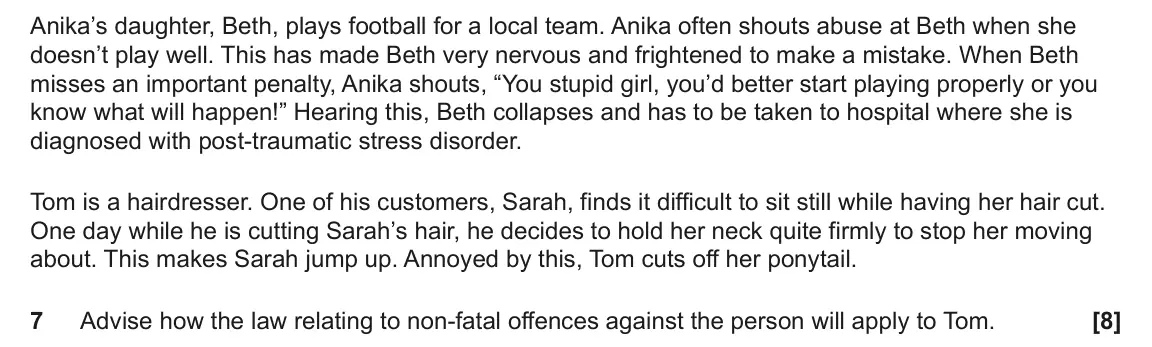 Anika’s daughter, Beth, plays football for a local team. Anika often shouts abuse at Beth when she
doesn’t play well. This has made Beth very nervous and frightened to make a mistake. When Beth
misses an important penalty, Anika shouts, “You stupid girl, you’d better start playing properly or you
know what will happen!” Hearing this, Beth collapses and has to be taken to hospital where she is
diagnosed with post-traumatic stress disorder.
Tom is a hairdresser. One of his customers, Sarah, finds it difficult to sit still while having her hair cut.
One day while he is cutting Sarah’s hair, he decides to hold her neck quite firmly to stop her moving
about. This makes Sarah jump up. Annoyed by this, Tom cuts off her ponytail.
7 Advise how the law relating to non-fatal offences against the person will apply to Tom. [8]